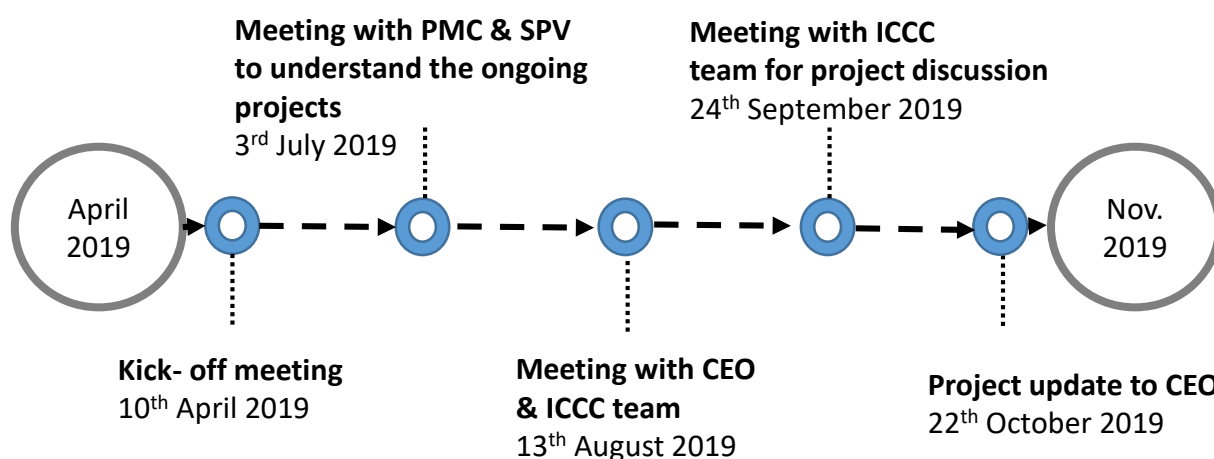 Meeting with PMC & SPV
to understand the ongoing
projects
3rd July 2019
Meeting with ICCC
team for project discussion
24th September 2019
April
2019
Nov.
2019
Kick- off meeting
10th April 2019
Meeting with CEO
& ICCC team
13th August 2019
Project update to CEO
22th October 2019